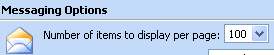 Messaging Options
Number of items to display per page: 100